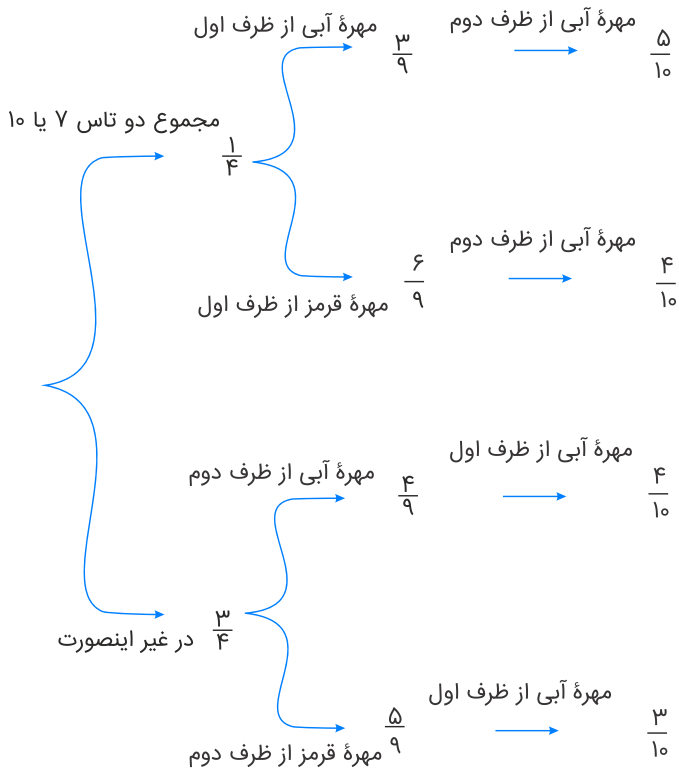 مهرهٔ آبی از ظرف اول
۳/۹
مهرهٔ آبی از ظرف دوم
۵/۱۰
مجموع دو تاس ۷ یا ۱۰
۱/۴
مهرهٔ قرمز از ظرف اول
۶/۹
مهرهٔ آبی از ظرف دوم
۴/۱۰
مهرهٔ آبی از ظرف دوم
۴/۹
مهرهٔ آبی از ظرف اول
۴/۱۰
در غیر اینصورت
۳/۴
مهرهٔ قرمز از ظرف دوم
۵/۹
مهرهٔ آبی از ظرف اول
۳/۱۰